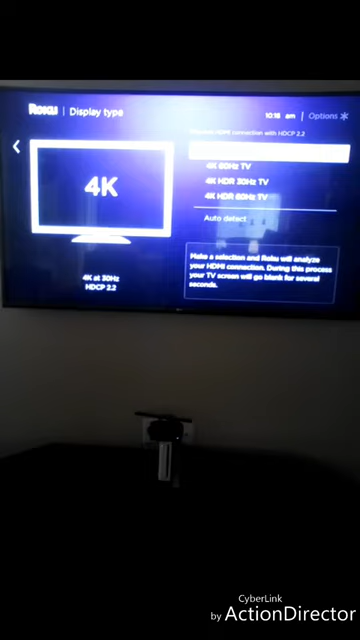 Roku | Display type
10:18 am | Options ✱
HDMI connection with HDCP 2.2
4K
4K 60Hz TV
4K HDR 30Hz TV
4K HDR 60Hz TV
Auto detect
4K at 30Hz
HDCP 2.2
Make a selection and Roku will analyze
your HDMI connection. During this process
your TV screen will go blank for several
seconds.
CyberLink
by ActionDirector